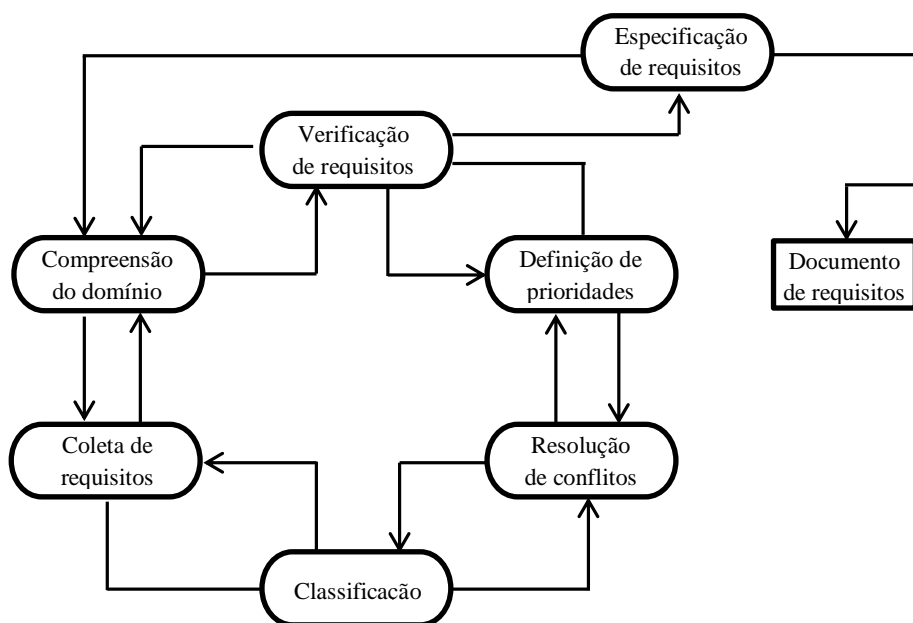 Especificação
de requisitos
Verificação
de requisitos
Compreensão
do domínio
Definição de
prioridades
Documento
de requisitos
Coleta de
requisitos
Resolução
de conflitos
Classificação